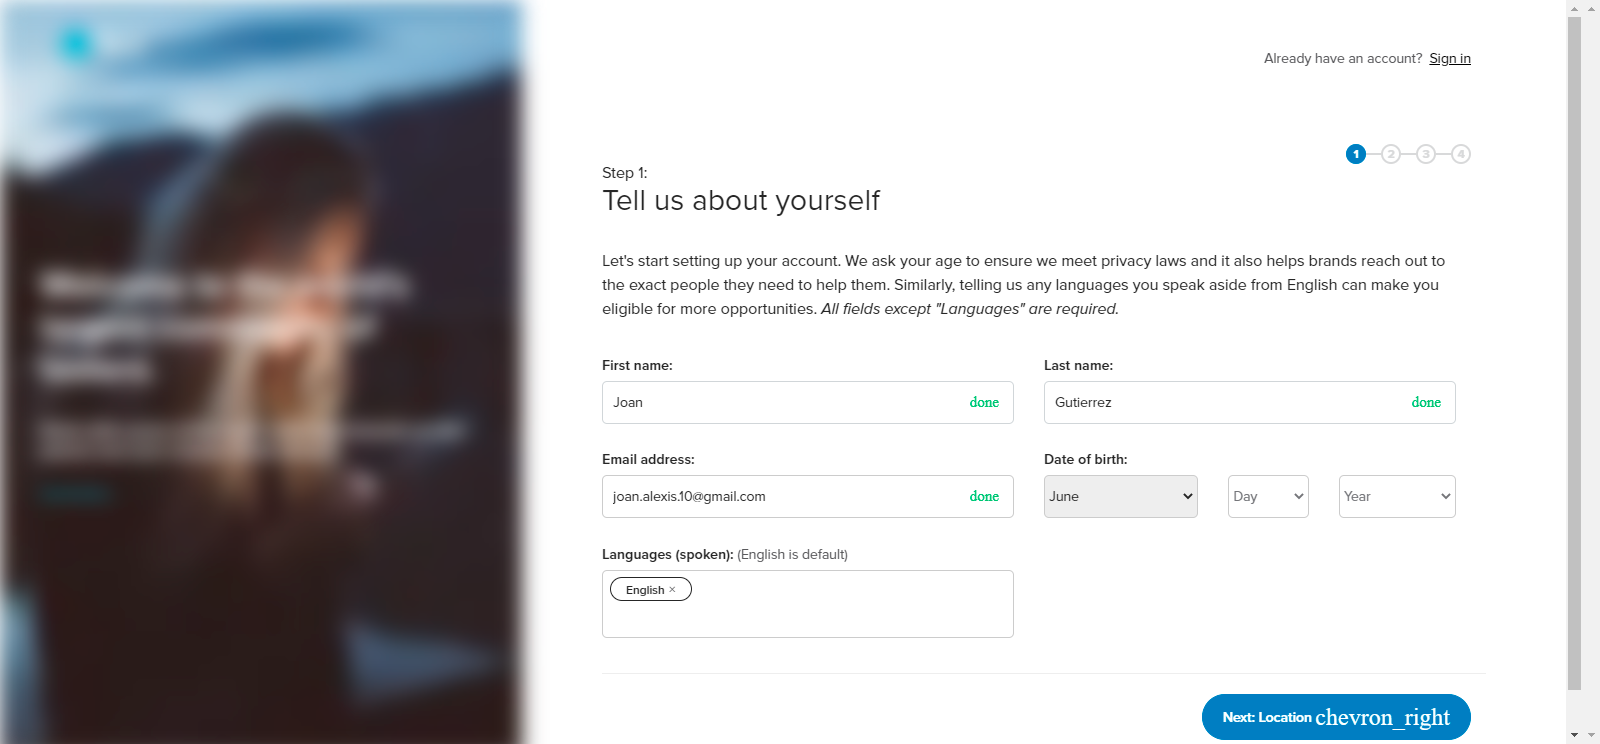 Already have an account? Sign in
1 2 3 4
Step 1:
Tell us about yourself
Let's start setting up your account. We ask your age to ensure we meet privacy laws and it also helps brands reach out to
the exact people they need to help them. Similarly, telling us any languages you speak aside from English can make you
eligible for more opportunities. All fields except "Languages" are required.
First name:
Last name:
Joan done
Gutierrez done
Email address:
Date of birth:
joan.alexis.10@gmail.com done
June Day Year
Languages (spoken): (English is default)
English ×
Next: Location chevron_right